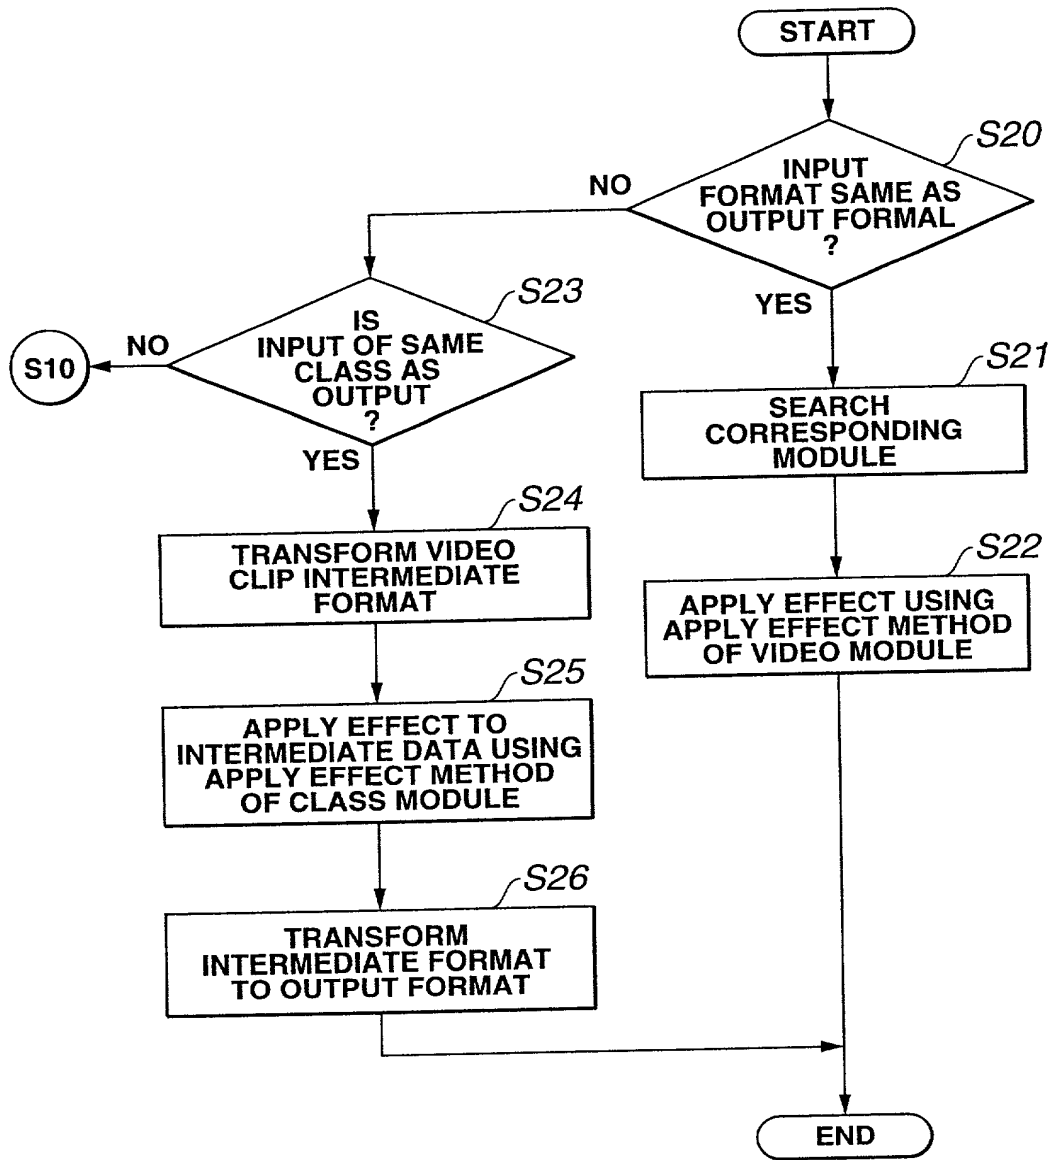 START
S20
INPUT
FORMAT SAME AS
OUTPUT FORMAL
?
NO
YES
S23
IS
INPUT OF SAME
CLASS AS
OUTPUT
?
NO
S10
YES
S21
SEARCH
CORRESPONDING
MODULE
S24
TRANSFORM VIDEO
CLIP INTERMEDIATE
FORMAT
S22
APPLY EFFECT USING
APPLY EFFECT METHOD
OF VIDEO MODULE
S25
APPLY EFFECT TO
INTERMEDIATE DATA USING
APPLY EFFECT METHOD
OF CLASS MODULE
S26
TRANSFORM
INTERMEDIATE FORMAT
TO OUTPUT FORMAT
END